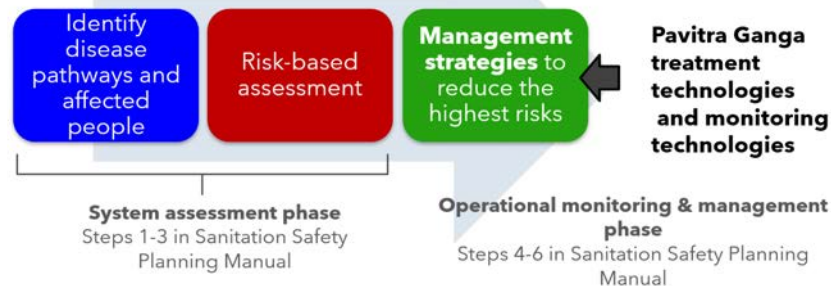 Identify
disease
pathways and
affected
people
Risk-based
assessment
Management
strategies to
reduce the
highest risks
Pavitra Ganga
treatment
technologies
and monitoring
technologies
System assessment phase
Steps 1-3 in Sanitation Safety
Planning Manual
Operational monitoring & management
phase
Steps 4-6 in Sanitation Safety Planning
Manual